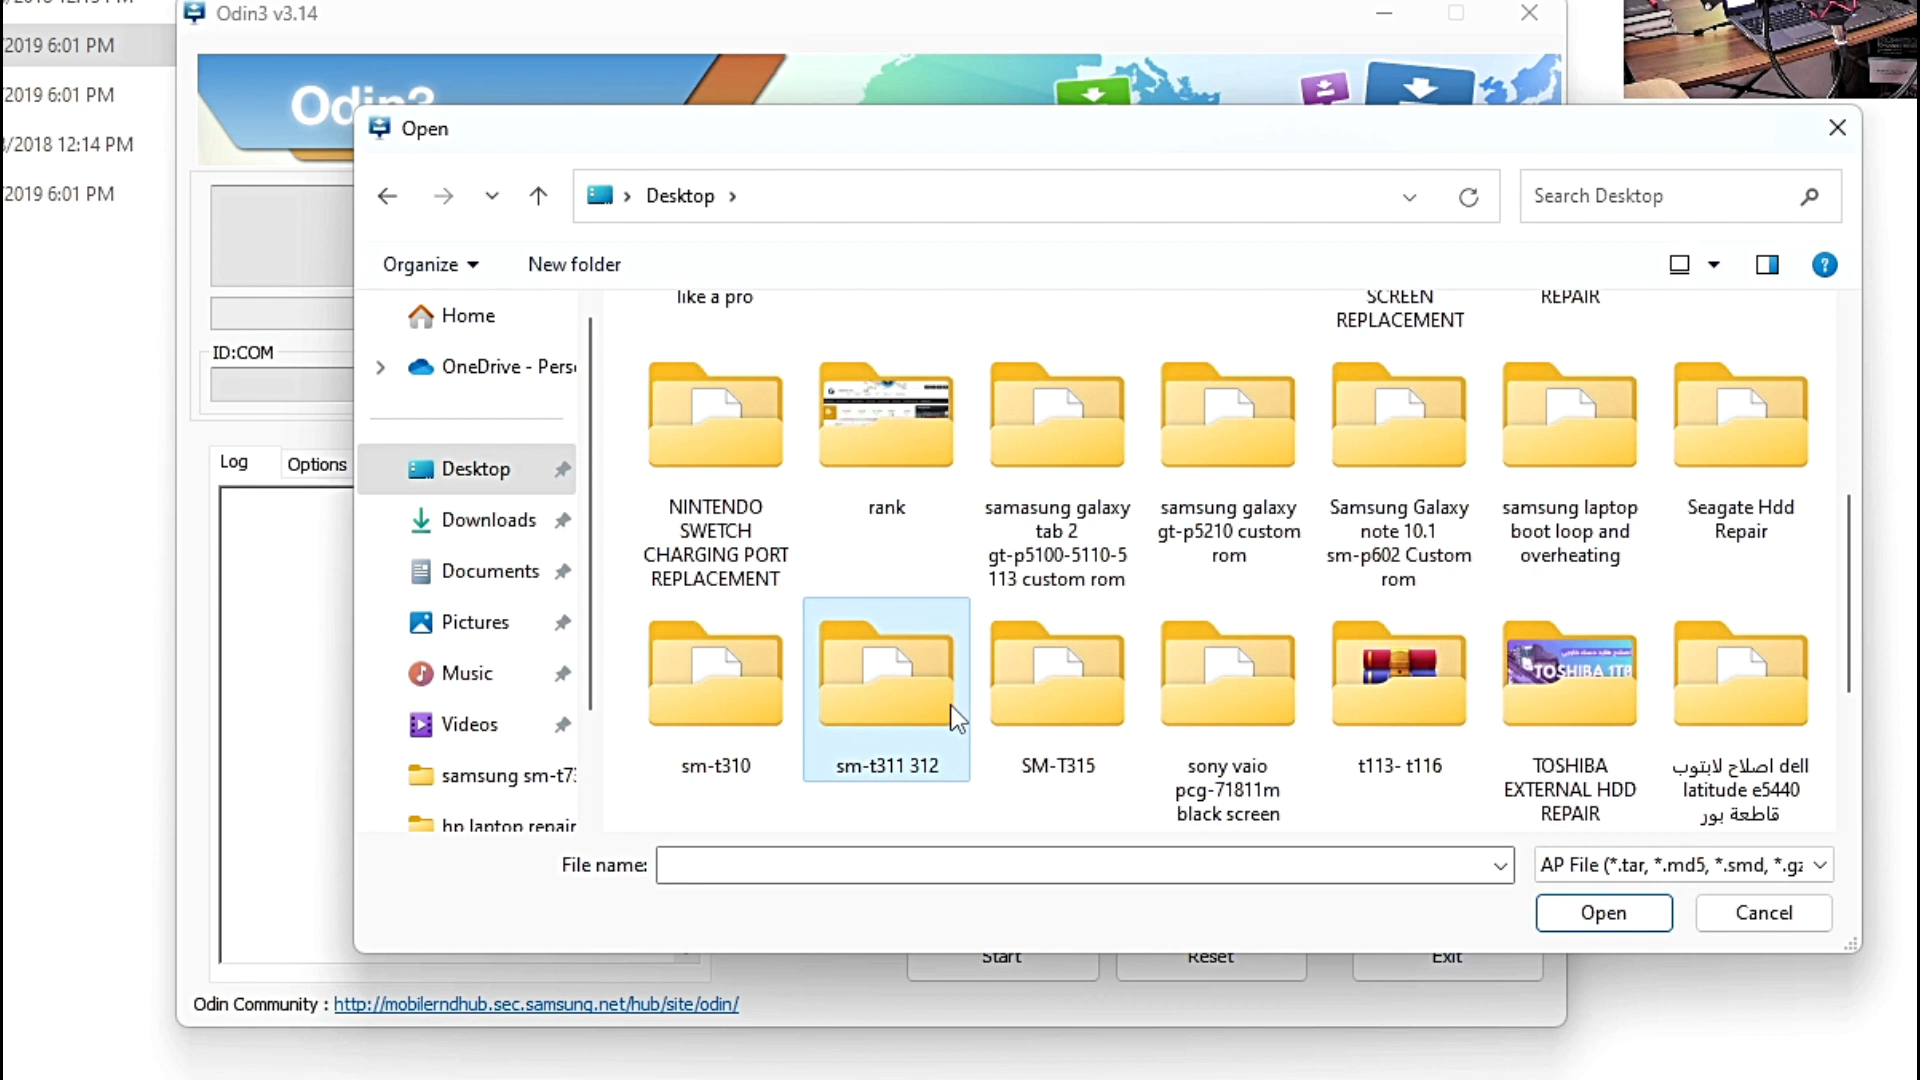 2019 6:01 PM
2019 6:01 PM
/2018 12:14 PM
2019 6:01 PM
Odin3 v3.14
Odin3
ID:COM
Log
Options
Open
Desktop
Search Desktop
Organize
New folder
Home
OneDrive - Pers
Desktop
Downloads
Documents
Pictures
Music
Videos
samsung sm-t73
hp laptop repair
like a pro
SCREEN
REPLACEMENT
REPAIR
NINTENDO
SWETCH
CHARGING PORT
REPLACEMENT
rank
samasung galaxy
tab 2
gt-p5100-5110-5
113 custom rom
samsung galaxy
gt-p5210 custom
rom
Samsung Galaxy
note 10.1
sm-p602 Custom
rom
samsung laptop
boot loop and
overheating
Seagate Hdd
Repair
sm-t310
sm-t311 312
SM-T315
sony vaio
pcg-71811m
black screen
t113- t116
TOSHIBA 1TB
TOSHIBA
EXTERNAL HDD
REPAIR
اصلاح لابتوب dell
latitude e5440
قاطعة بور
File name:
AP File (*.tar, *.md5, *.smd, *.gz
Open
Cancel
Start
Reset
Exit
Odin Community : http://mobilerndhub.sec.samsung.net/hub/site/odin/